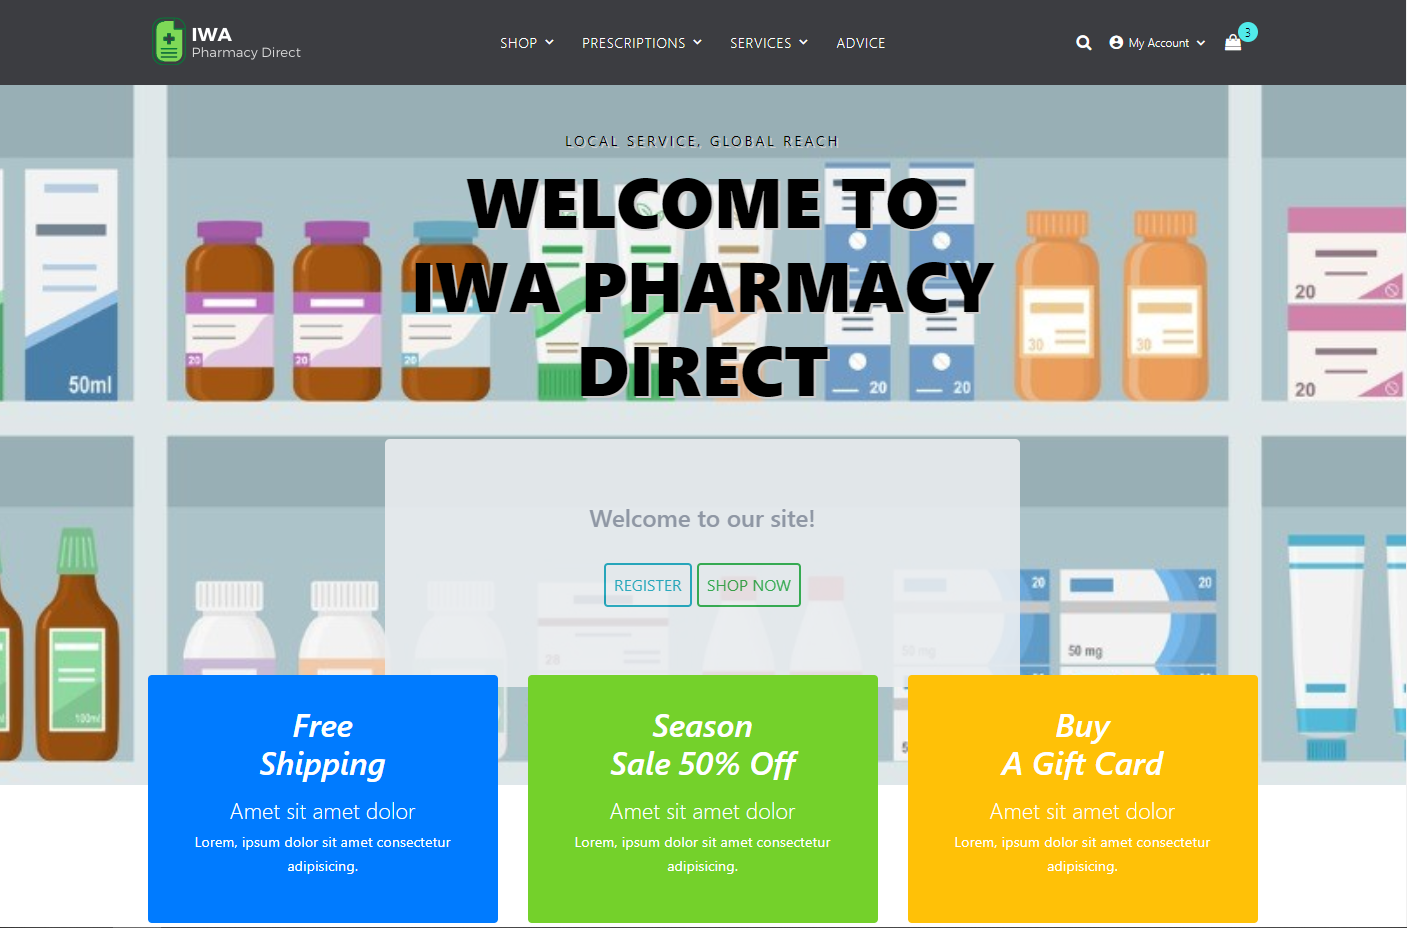 IWA
Pharmacy Direct
SHOP
PRESCRIPTIONS
SERVICES
ADVICE
My Account
3
LOCAL SERVICE, GLOBAL REACH
WELCOME TO
IWA PHARMACY
DIRECT
50ml
20
20
20
20
20
30
30
20
20
Welcome to our site!
REGISTER
SHOP NOW
20
20
20
50 mg
50 mg
100ml
Free
Shipping
Amet sit amet dolor
Lorem, ipsum dolor sit amet consectetur
adipisicing.
Season
Sale 50% Off
Amet sit amet dolor
Lorem, ipsum dolor sit amet consectetur
adipisicing.
Buy
A Gift Card
Amet sit amet dolor
Lorem, ipsum dolor sit amet consectetur
adipisicing.